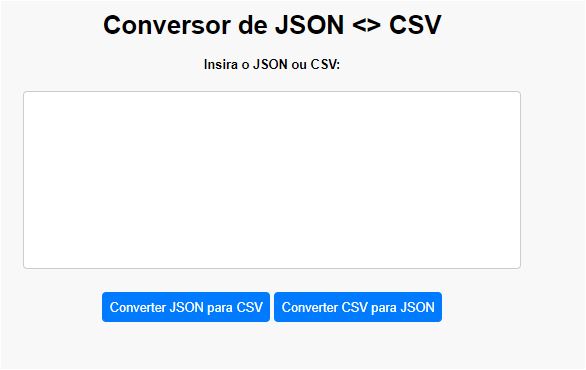 Conversor de JSON <> CSV
Insira o JSON ou CSV:
Converter JSON para CSV Converter CSV para JSON